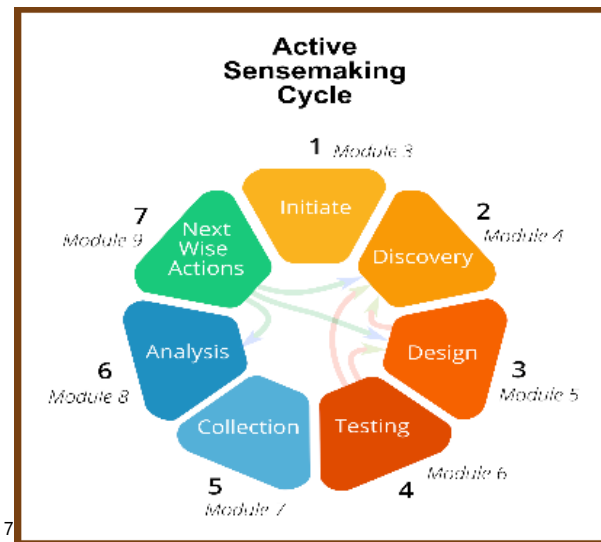 Active
Sensemaking
Cycle
1 Module 3
Initiate
2
Module 4
Discovery
3
Module 5
Design
4
Module 6
Testing
5
Module 7
Collection
6
Module 8
Analysis
7
Module 9
Next
Wise
Actions
7